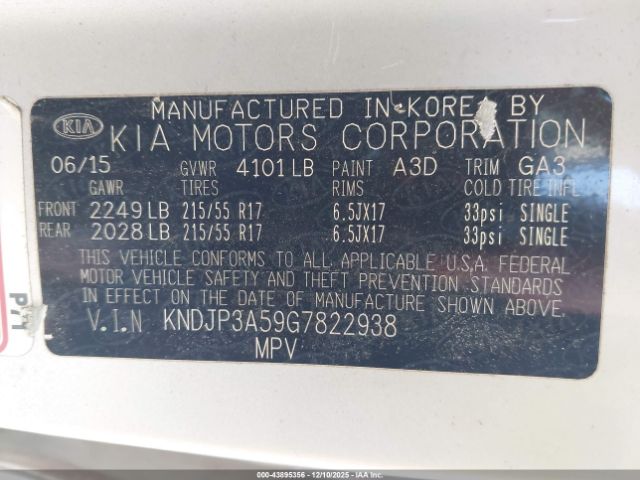 MANUFACTURED IN KOREA BY
KIA KIA MOTORS CORPORATION
06/15 GVWR 4101 LB PAINT A3D TRIM GA3
GAWR TIRES RIMS COLD TIRE INFL
FRONT 2249 LB 215/55 R17 6.5JX17 33psi SINGLE
REAR 2028 LB 215/55 R17 6.5JX17 33psi SINGLE
THIS VEHICLE CONFORMS TO ALL APPLICABLE U.S.A. FEDERAL
MOTOR VEHICLE SAFETY AND THEFT PREVENTION STANDARDS
IN EFFECT ON THE DATE OF MANUFACTURE SHOWN ABOVE.
V.I.N KNDJP3A59G7822938
MPV
000-43895356 - 12/10/2025 - COPYRIGHT IAA, LLC.